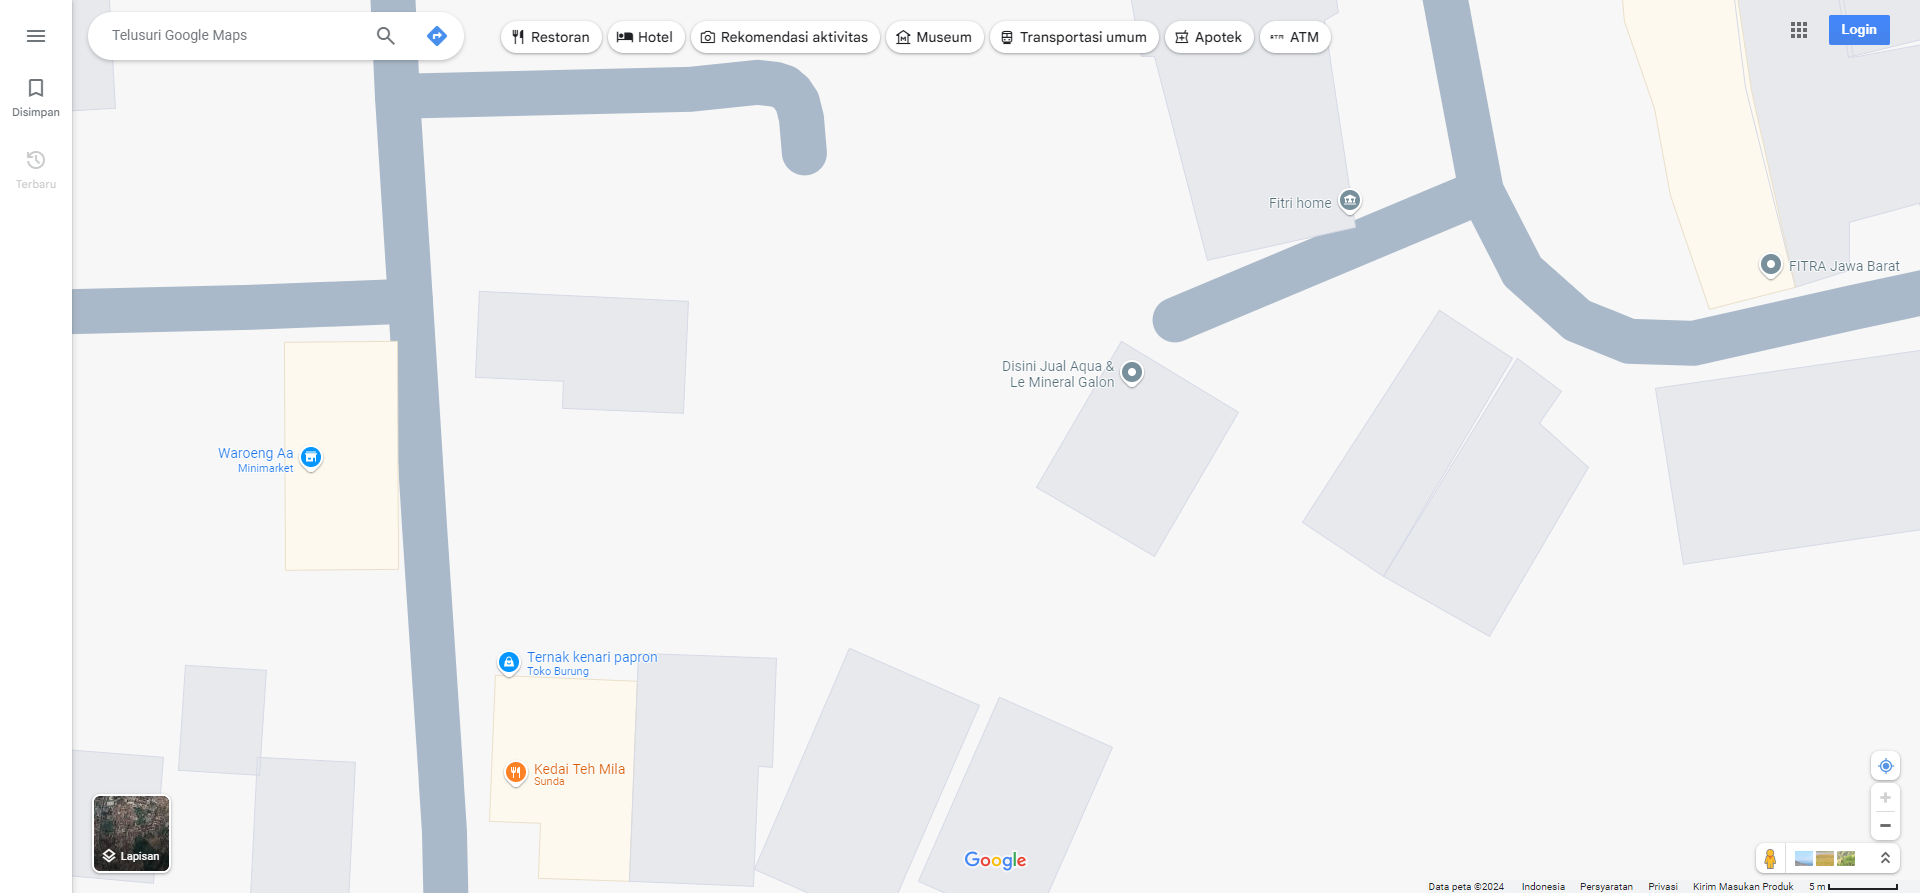 Telusuri Google Maps
Restoran
Hotel
Rekomendasi aktivitas
Museum
Transportasi umum
Apotek
ATM
Login
Disimpan
Terbaru
Fitri home
FITRA Jawa Barat
Disini Jual Aqua &
Le Mineral Galon
Waroeng Aa
Minimarket
Ternak kenari papron
Toko Burung
Kedai Teh Mila
Sunda
Lapisan
Google
Data peta ©2024 Indonesia Persyaratan Privasi Kirim Masukan Produk 5 m